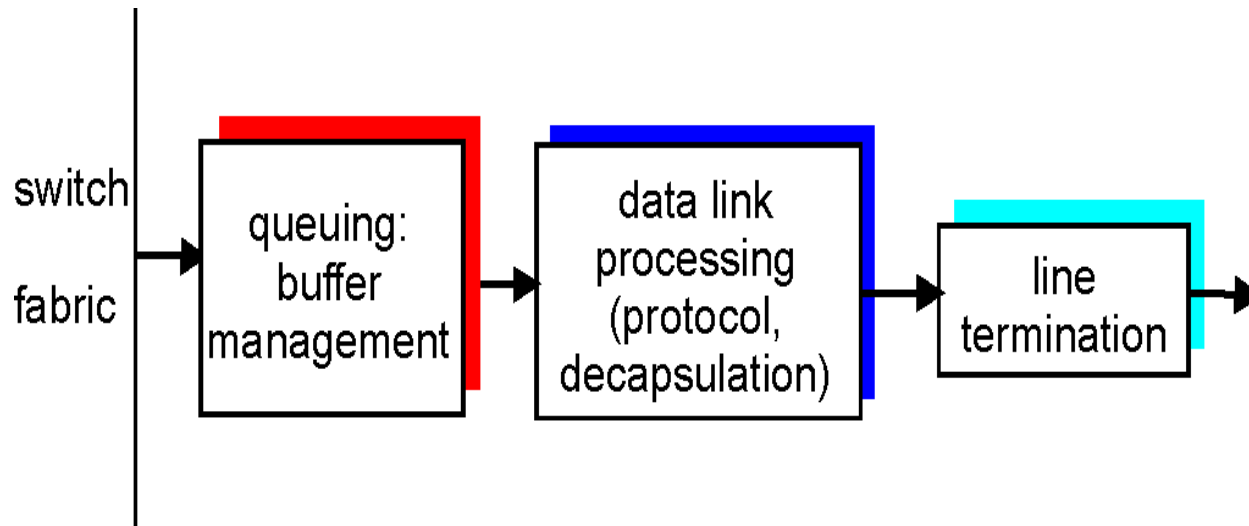 switch
fabric
queuing:
buffer
management
data link
processing
(protocol,
decapsulation)
line
termination